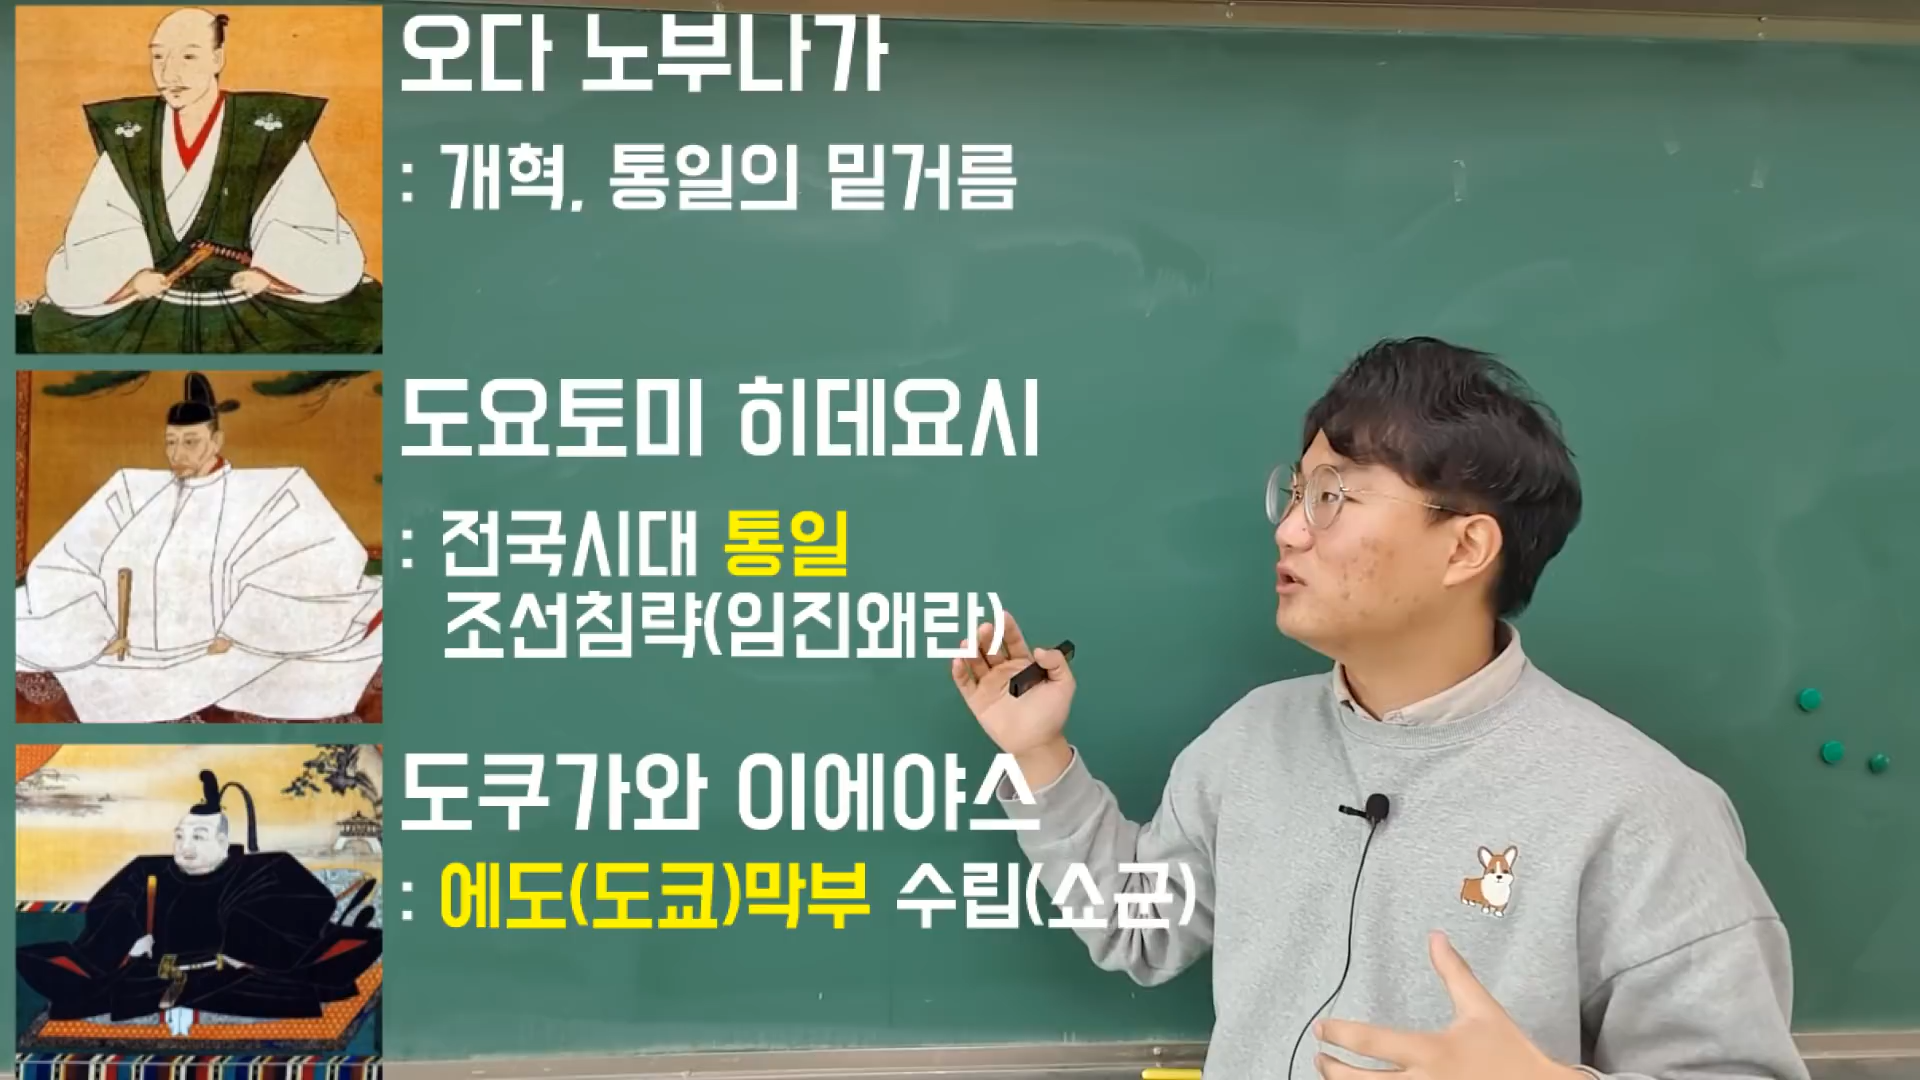 오다 노부나가
: 개혁, 통일의 밑거름
도요토미 히데요시
: 전국시대 통일
조선침략(임진왜란)
도쿠가와 이에야스
: 에도(도쿄)막부 수립(쇼군)